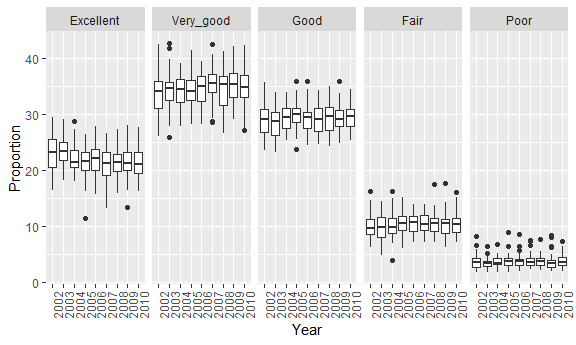 Excellent Very_good Good Fair Poor
Proportion
40
30
20
10
0
2002 2003 2004 2005 2006 2007 2008 2009 2010 2002 2003 2004 2005 2006 2007 2008 2009 2010 2002 2003 2004 2005 2006 2007 2008 2009 2010 2002 2003 2004 2005 2006 2007 2008 2009 2010 2002 2003 2004 2005 2006 2007 2008 2009 2010
Year